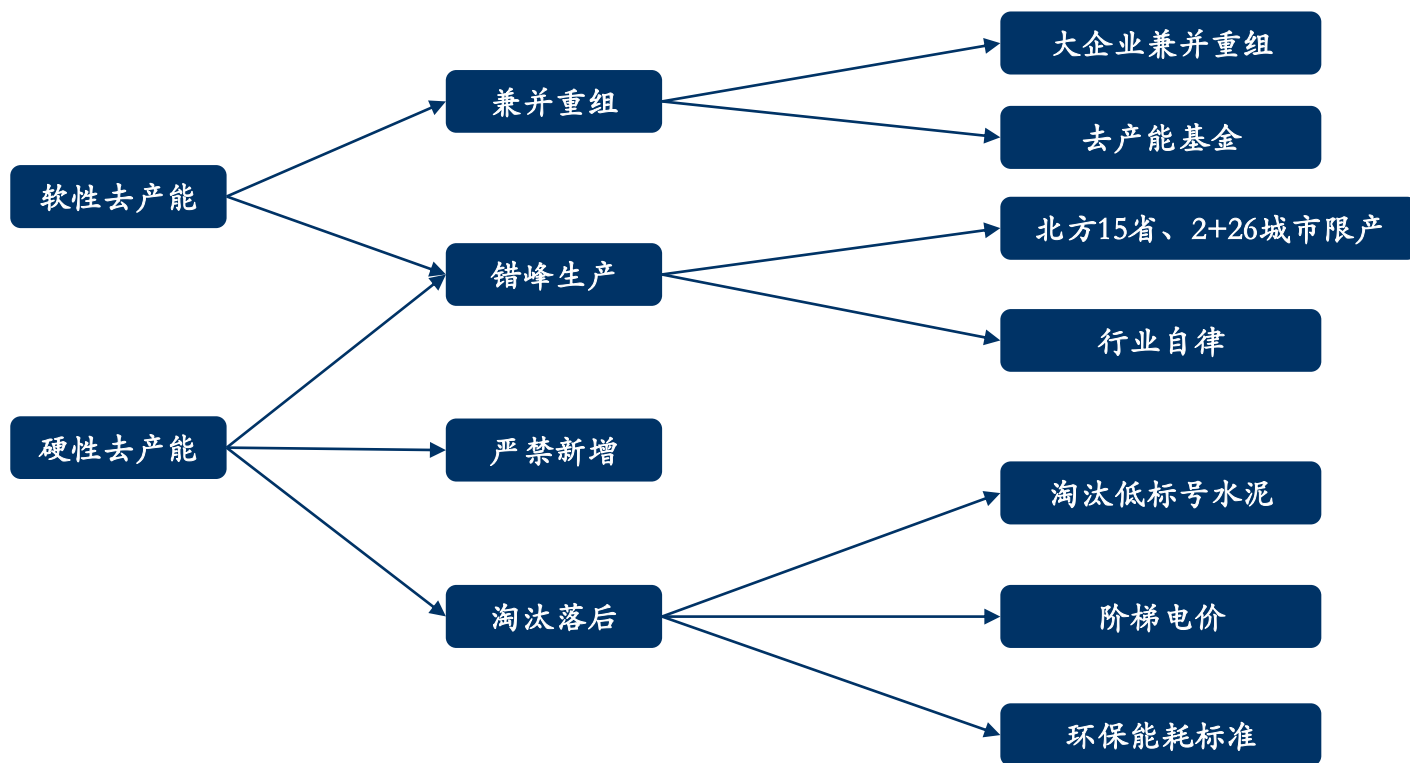 软性去产能
硬性去产能
兼并重组
错峰生产
严禁新增
淘汰落后
大企业兼并重组
去产能基金
北方15省、2+26城市限产
行业自律
淘汰低标号水泥
阶梯电价
环保能耗标准